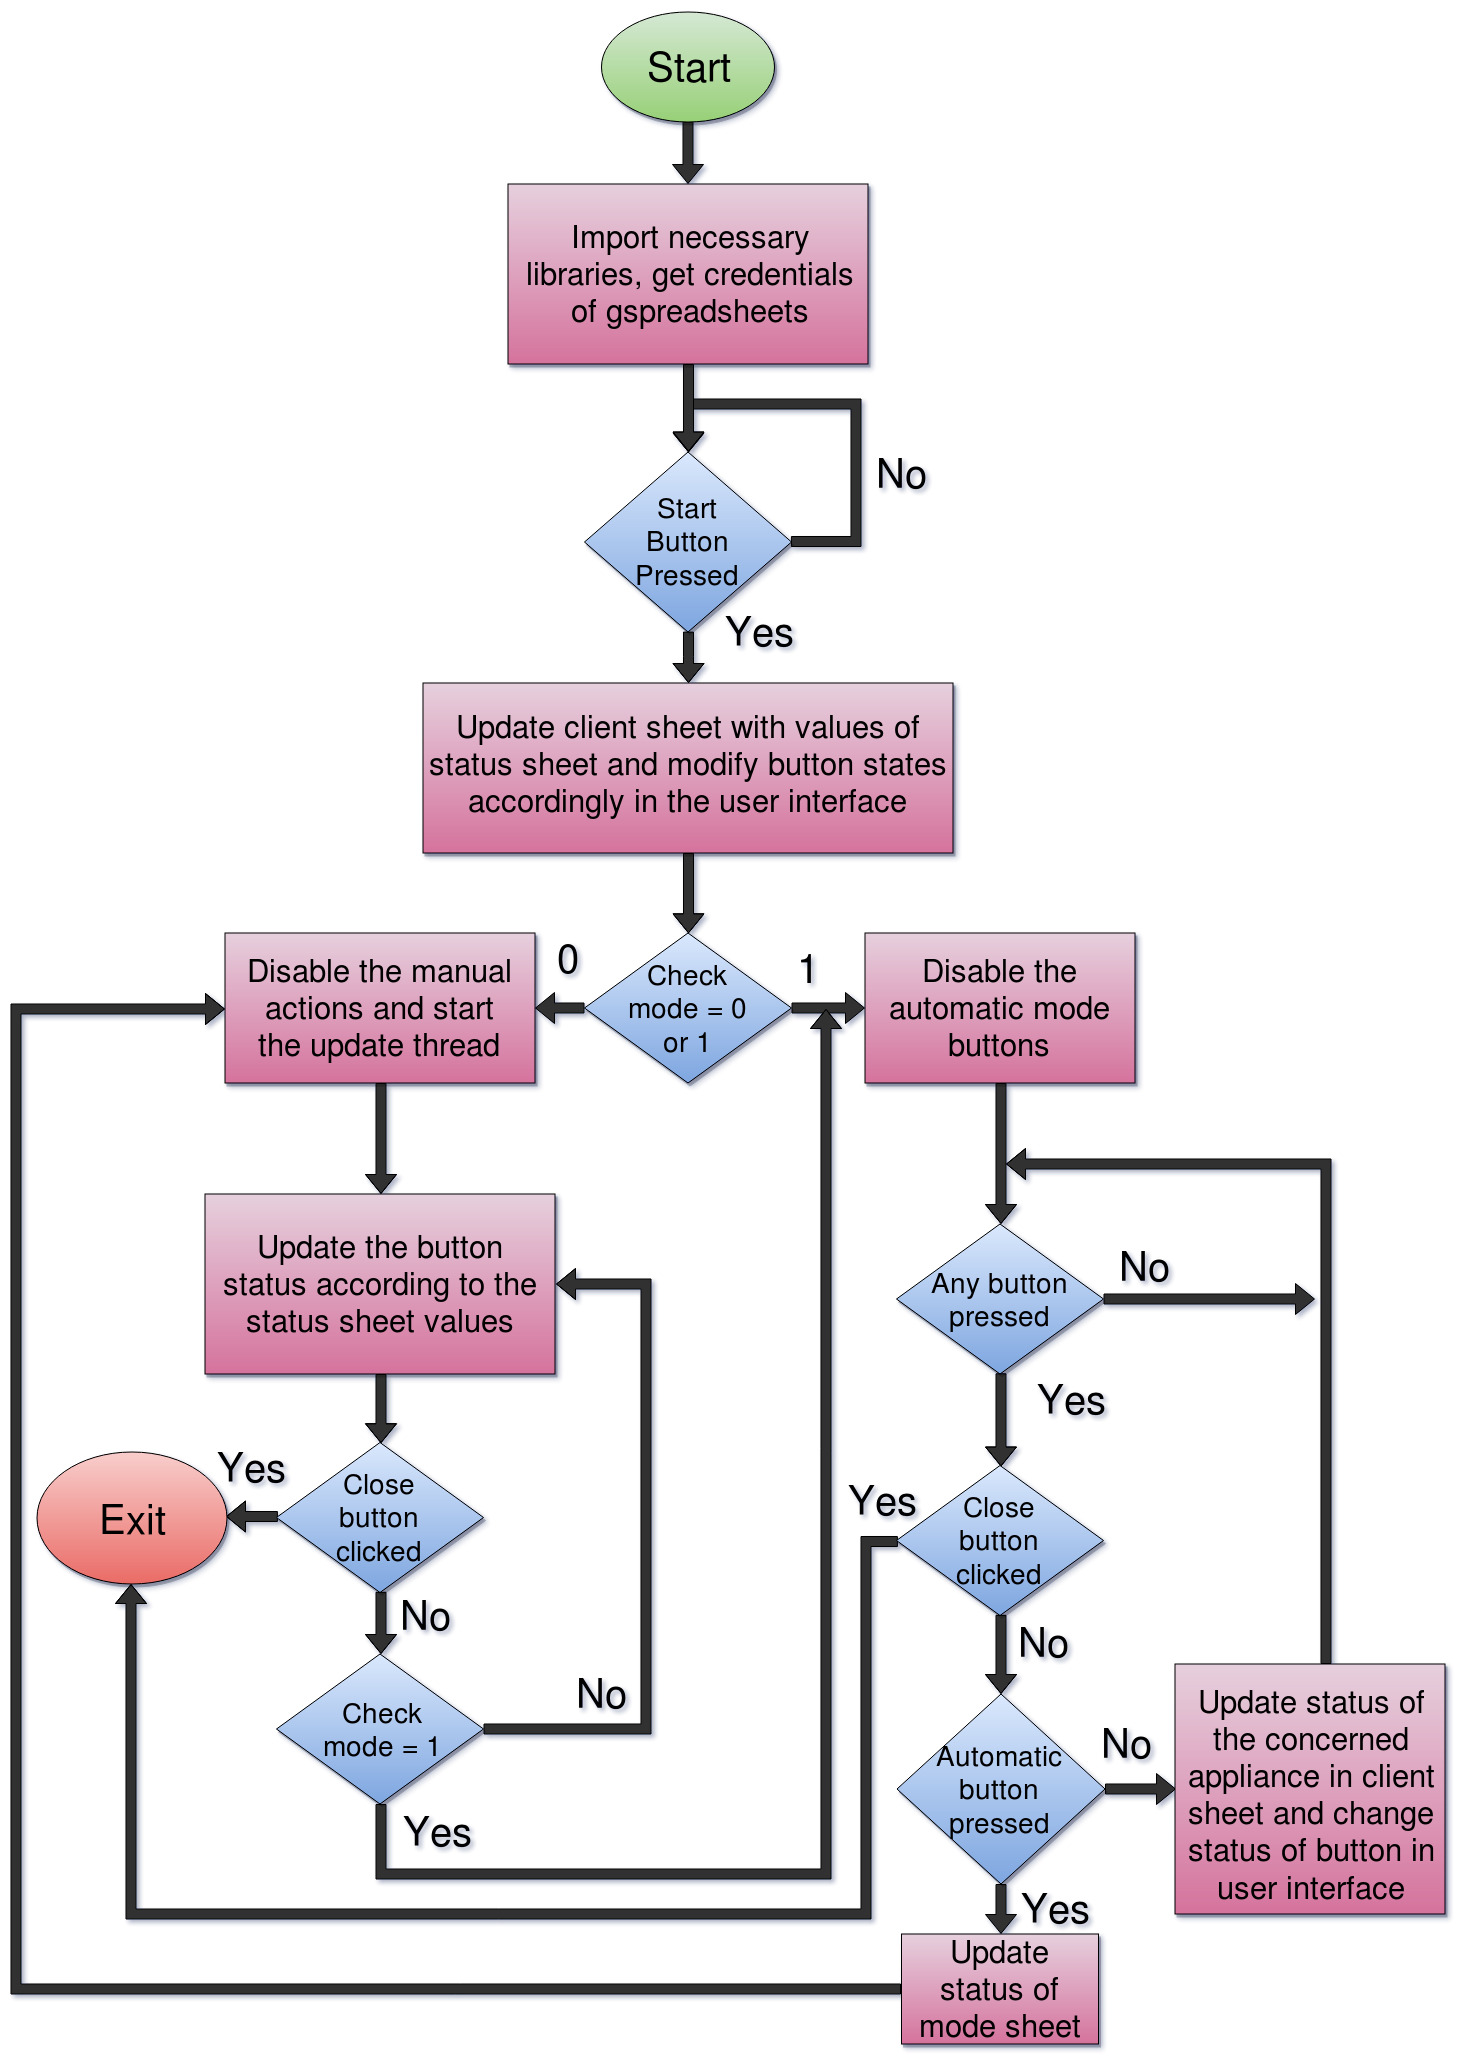 Start
Import necessary
libraries, get credentials
of gspreadsheets
No
Start
Button
Pressed
Yes
Update client sheet with values of
status sheet and modify button states
accordingly in the user interface
0
1
Disable the manual
actions and start
the update thread
Check
mode = 0
or 1
Disable the
automatic mode
buttons
Update the button
status according to the
status sheet values
Any button
pressed
No
Yes
Yes
Exit
Close
button
clicked
Yes
Close
button
clicked
No
No
Check
mode = 1
No
Yes
Automatic
button
pressed
No
Update status of
the concerned
appliance in client
sheet and change
status of button in
user interface
Yes
Update
status of
mode sheet